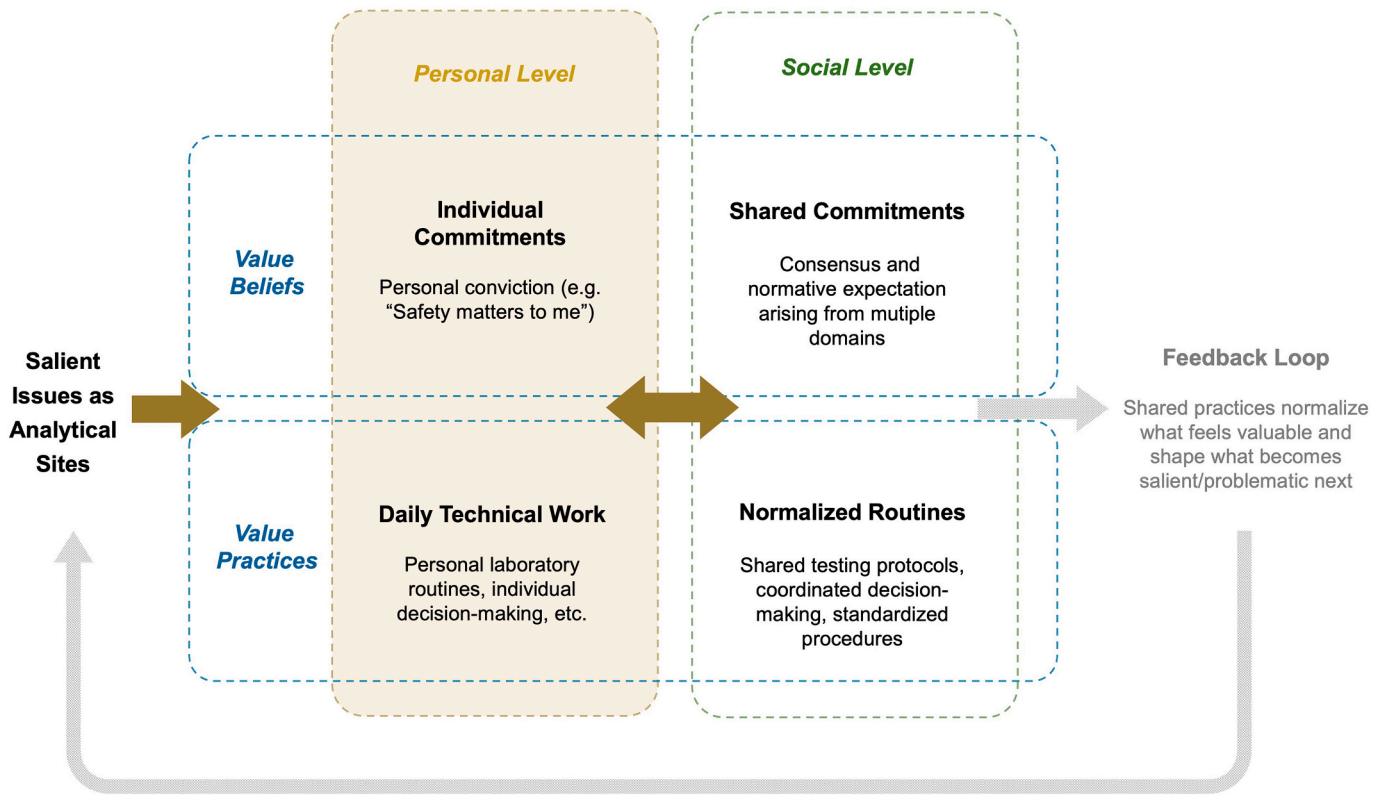 Personal Level
Social Level
Salient
Issues as
Analytical
Sites
Value
Beliefs
Individual
Commitments
Personal conviction (e.g.
“Safety matters to me”)
Shared Commitments
Consensus and
normative expectation
arising from mutiple
domains
Value
Practices
Daily Technical Work
Personal laboratory
routines, individual
decision-making, etc.
Normalized Routines
Shared testing protocols,
coordinated decision-
making, standardized
procedures
Feedback Loop
Shared practices normalize
what feels valuable and
shape what becomes
salient/problematic next